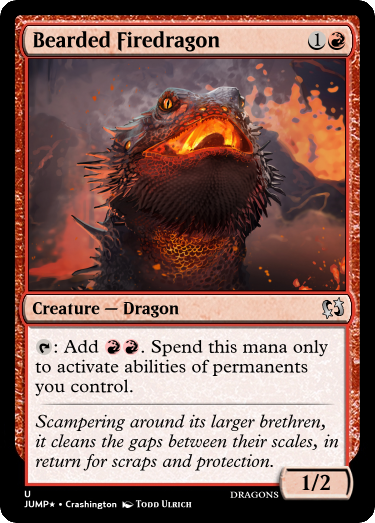 Bearded Firedragon 1
Creature — Dragon
: Add . Spend this mana only
to activate abilities of permanents
you control.
Scampering around its larger brethren,
it cleans the gaps between their scales, in
return for scraps and protection.
1/2
U DRAGONS
JUMP★ • Crashington Todd Ulrich